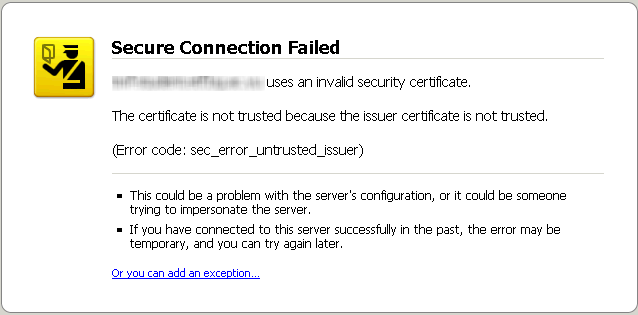 Secure Connection Failed
uses an invalid security certificate.
The certificate is not trusted because the issuer certificate is not trusted.
(Error code: sec_error_untrusted_issuer)
This could be a problem with the server's configuration, or it could be someone
trying to impersonate the server.
If you have connected to this server successfully in the past, the error may be
temporary, and you can try again later.
Or you can add an exception...